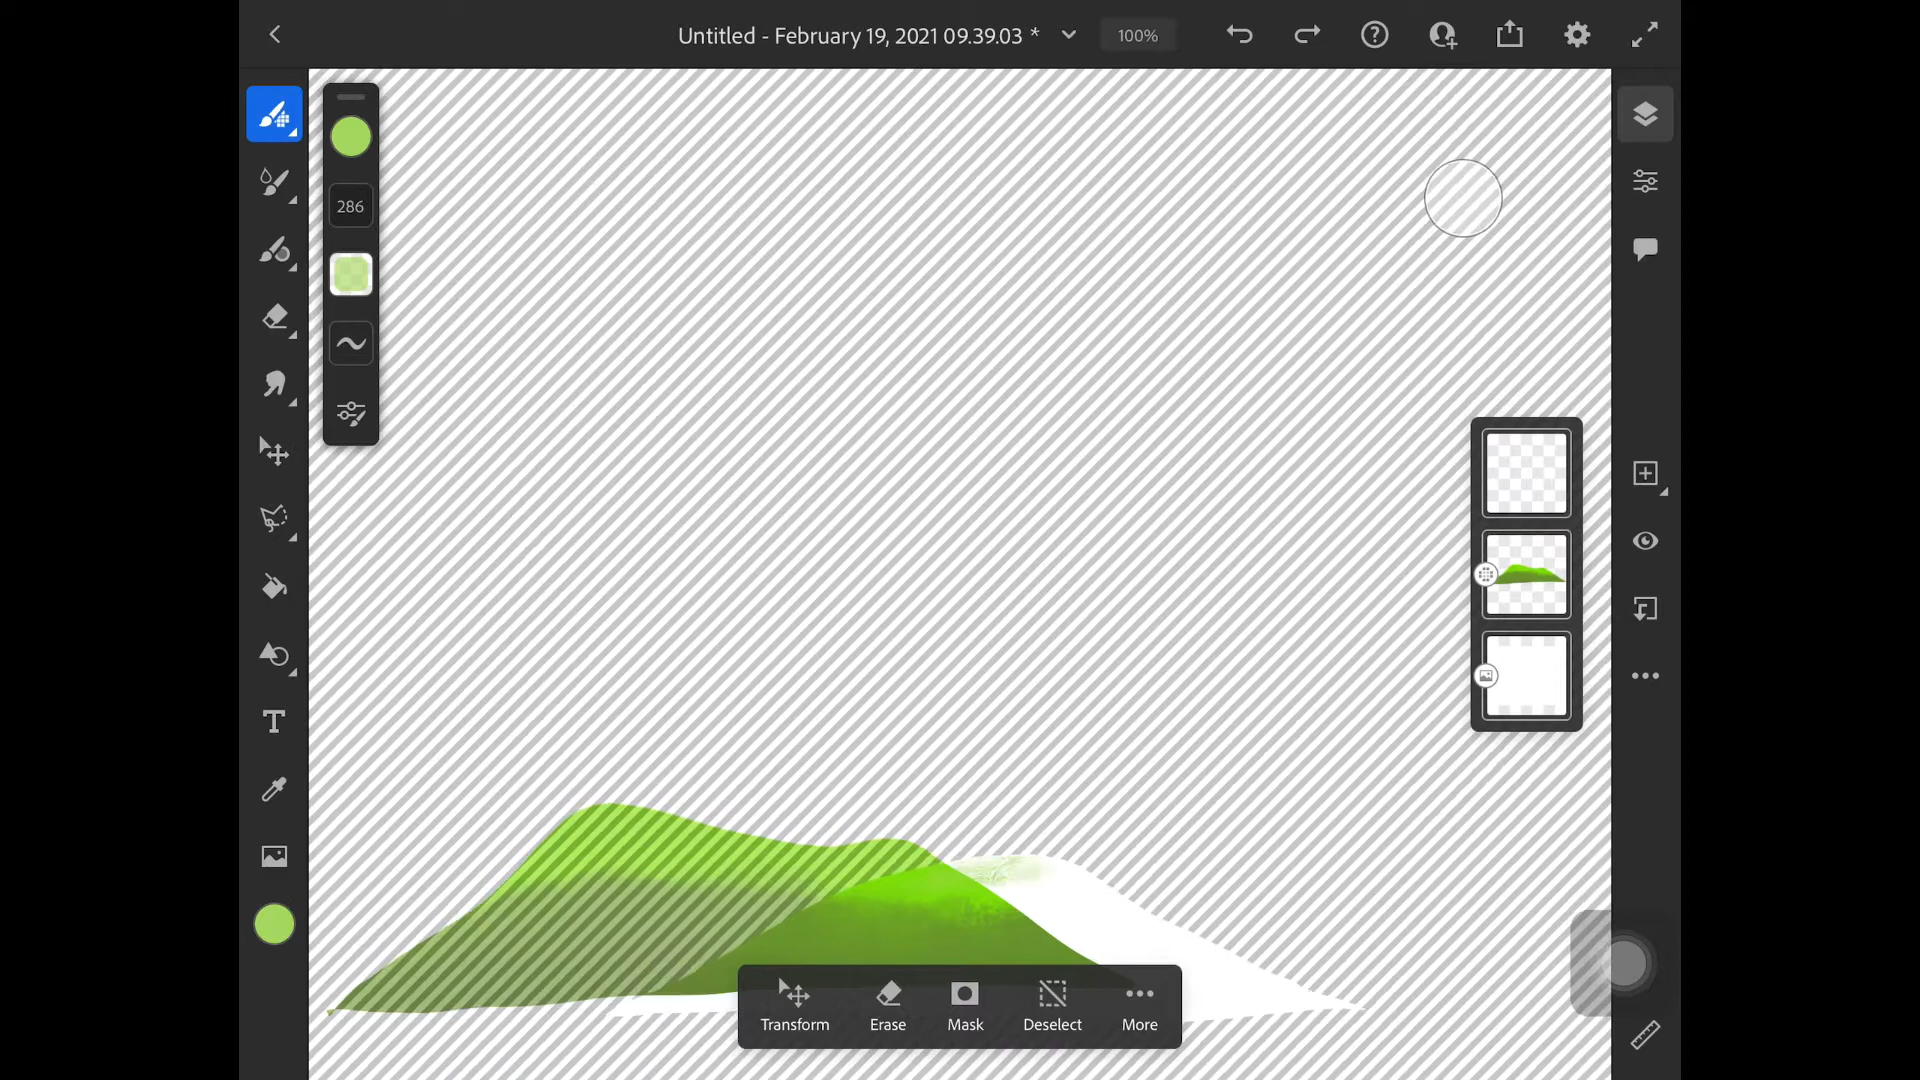 Untitled - February 19, 2021 09.39.03 *
100%
286
T
Transform
Erase
Mask
Deselect
More